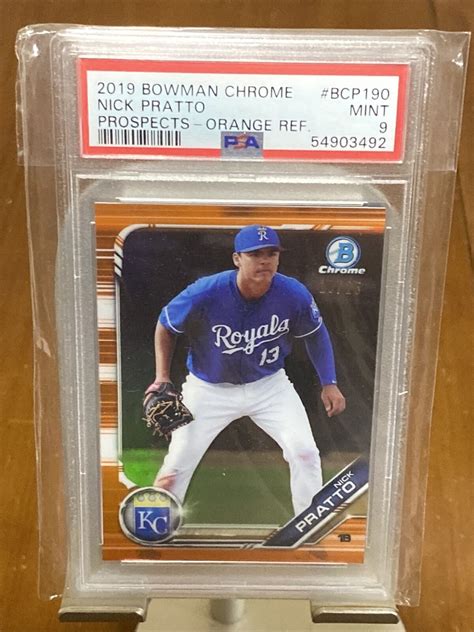 2019 BOWMAN CHROME #BCP190
NICK PRATTO MINT
PROSPECTS - ORANGE REF. 9
PSA 54903492
R
B
Chrome
Royals
13
KC
NICK
PRATTO
1B